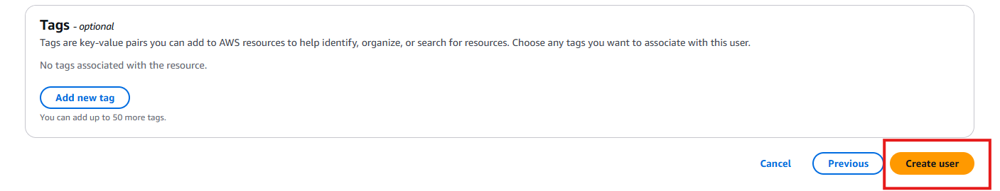 Tags - optional
Tags are key-value pairs you can add to AWS resources to help identify, organize, or search for resources. Choose any tags you want to associate with this user.
No tags associated with the resource.
Add new tag
You can add up to 50 more tags.
Cancel Previous Create user